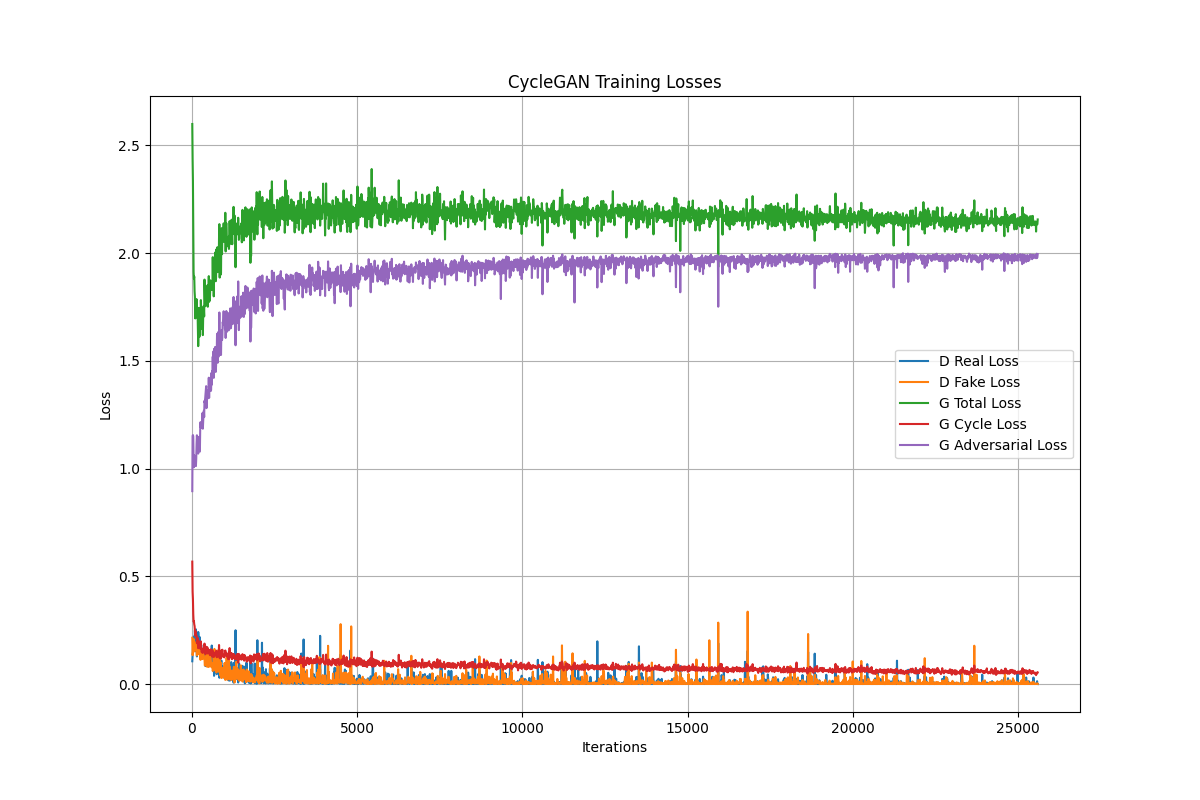 CycleGAN Training Losses
2.5
2.0
1.5
1.0
0.5
0.0
Loss
D Real Loss
D Fake Loss
G Total Loss
G Cycle Loss
G Adversarial Loss
0 5000 10000 15000 20000 25000
Iterations